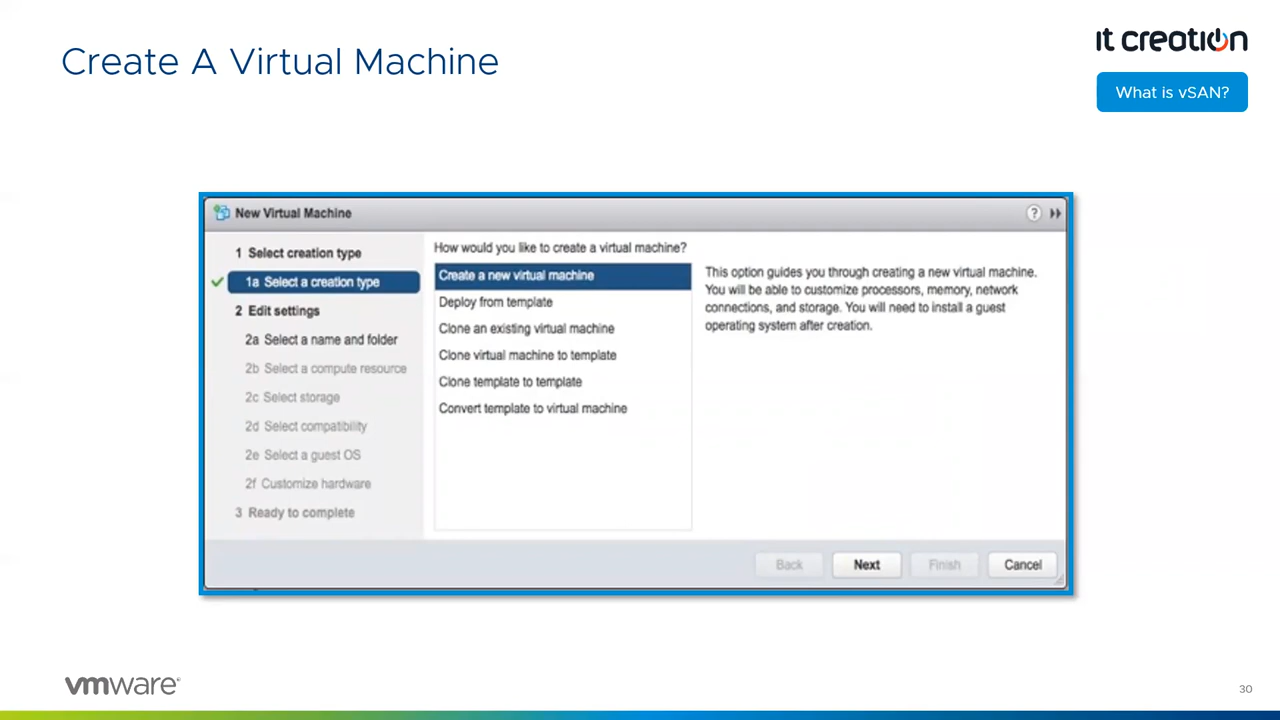 Create A Virtual Machine
it creation
What is vSAN?
New Virtual Machine
?
1 Select creation type
1a Select a creation type
2 Edit settings
2a Select a name and folder
2b Select a compute resource
2c Select storage
2d Select compatibility
2e Select a guest OS
2f Customize hardware
3 Ready to complete
How would you like to create a virtual machine?
Create a new virtual machine
Deploy from template
Clone an existing virtual machine
Clone virtual machine to template
Clone template to template
Convert template to virtual machine
This option guides you through creating a new virtual machine.
You will be able to customize processors, memory, network
connections, and storage. You will need to install a guest
operating system after creation.
Back
Next
Finish
Cancel
vmware
30